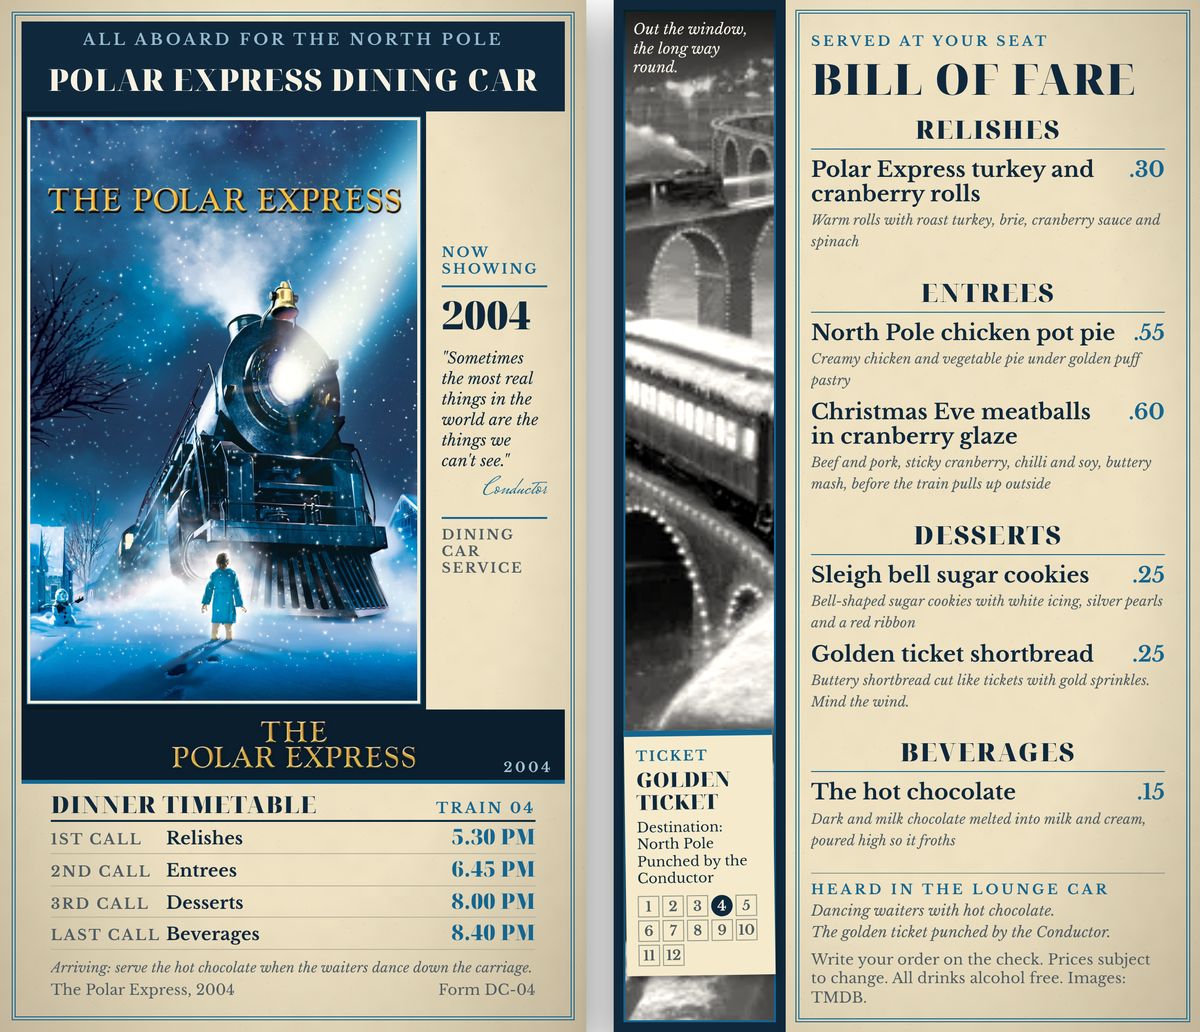 ALL ABOARD FOR THE NORTH POLE
POLAR EXPRESS DINING CAR
THE POLAR EXPRESS
NOW
SHOWING
2004
"Sometimes
the most real
things in the
world are the
things we
can't see."
Conductor
DINING
CAR
SERVICE
THE
POLAR EXPRESS
2004
DINNER TIMETABLE TRAIN 04
1ST CALL Relishes 5.30 PM
2ND CALL Entrees 6.45 PM
3RD CALL Desserts 8.00 PM
LAST CALL Beverages 8.40 PM
Arriving: serve the hot chocolate when the waiters dance down the carriage.
The Polar Express, 2004 Form DC-04
Out the window,
the long way
round.
TICKET
GOLDEN
TICKET
Destination:
North Pole
Punched by the
Conductor
1 2 3 4 5
6 7 8 9 10
11 12
SERVED AT YOUR SEAT
BILL OF FARE
RELISHES
Polar Express turkey and .30
cranberry rolls
Warm rolls with roast turkey, brie, cranberry sauce and
spinach
ENTREES
North Pole chicken pot pie .55
Creamy chicken and vegetable pie under golden puff
pastry
Christmas Eve meatballs .60
in cranberry glaze
Beef and pork, sticky cranberry, chilli and soy, buttery
mash, before the train pulls up outside
DESSERTS
Sleigh bell sugar cookies .25
Bell-shaped sugar cookies with white icing, silver pearls
and a red ribbon
Golden ticket shortbread .25
Buttery shortbread cut like tickets with gold sprinkles.
Mind the wind.
BEVERAGES
The hot chocolate .15
Dark and milk chocolate melted into milk and cream,
poured high so it froths
HEARD IN THE LOUNGE CAR
Dancing waiters with hot chocolate.
The golden ticket punched by the Conductor.
Write your order on the check. Prices subject
to change. All drinks alcohol free. Images:
TMDB.